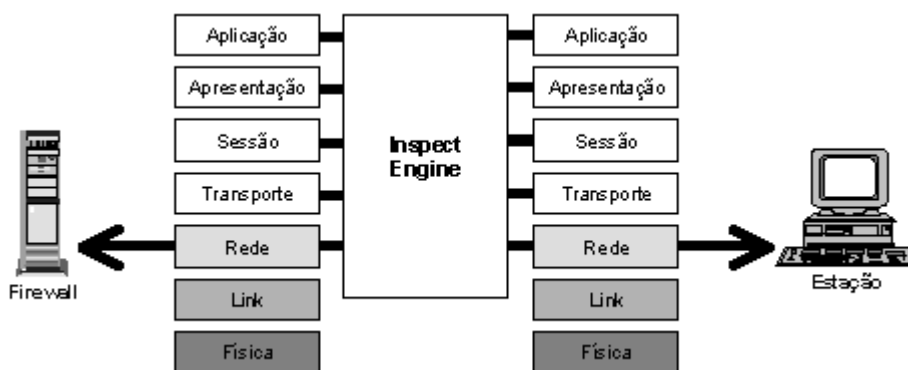 Aplicação
Aplicação
Apresentação
Apresentação
Sessão
Inspect
Engine
Sessão
Transporte
Transporte
Rede
Rede
Firewall
Estação
Link
Link
Física
Física